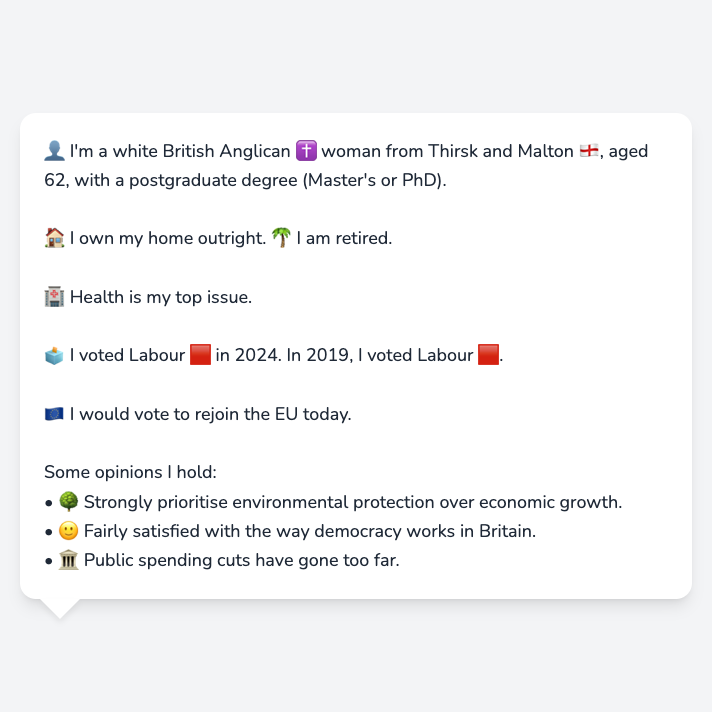 👤 I'm a white British Anglican ✝️ woman from Thirsk and Malton 🏴󠁧󠁢󠁥󠁮󠁧󠁿, aged
62, with a postgraduate degree (Master's or PhD).
🏠 I own my home outright. 🌴 I am retired.
🏥 Health is my top issue.
🗳️ I voted Labour 🟥 in 2024. In 2019, I voted Labour 🟥.
🇪🇺 I would vote to rejoin the EU today.
Some opinions I hold:
• 🌳 Strongly prioritise environmental protection over economic growth.
• 🙂 Fairly satisfied with the way democracy works in Britain.
• 🏛️ Public spending cuts have gone too far.